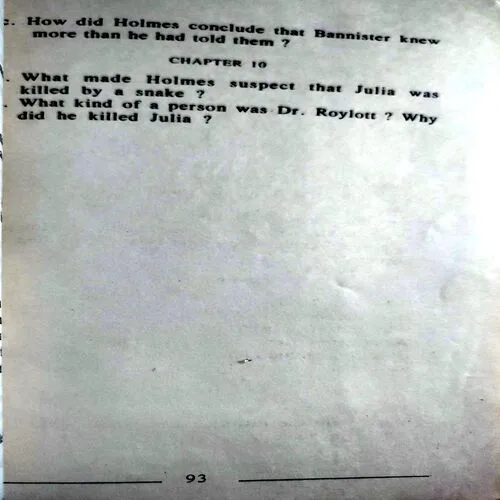 c. How did Holmes conclude that Bannister knew
more than he had told them ?
CHAPTER 10
. What made Holmes suspect that Julia was
killed by a snake ?
. What kind of a person was Dr. Roylott ? Why
did he killed Julia ?
93